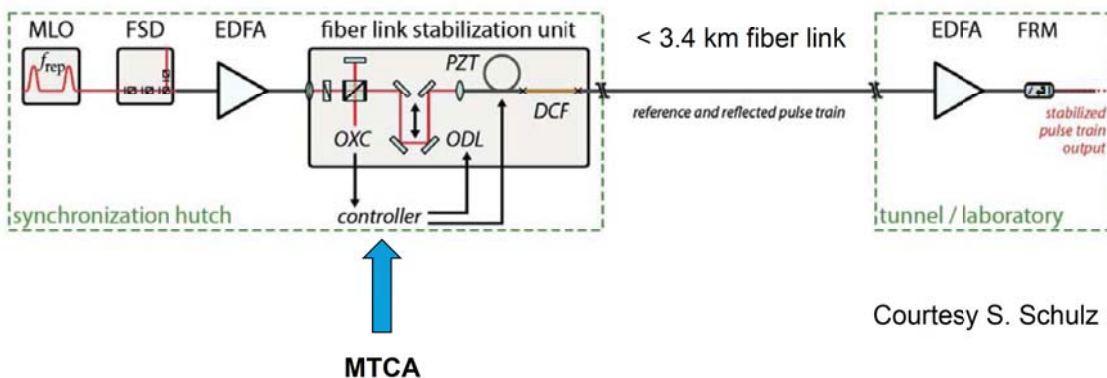 MLO FSD EDFA fiber link stabilization unit < 3.4 km fiber link EDFA FRM
f_rep PZT
reference and reflected pulse train
OXC ODL DCF
stabilized
pulse train
output
synchronization hutch controller tunnel / laboratory
Courtesy S. Schulz
MTCA